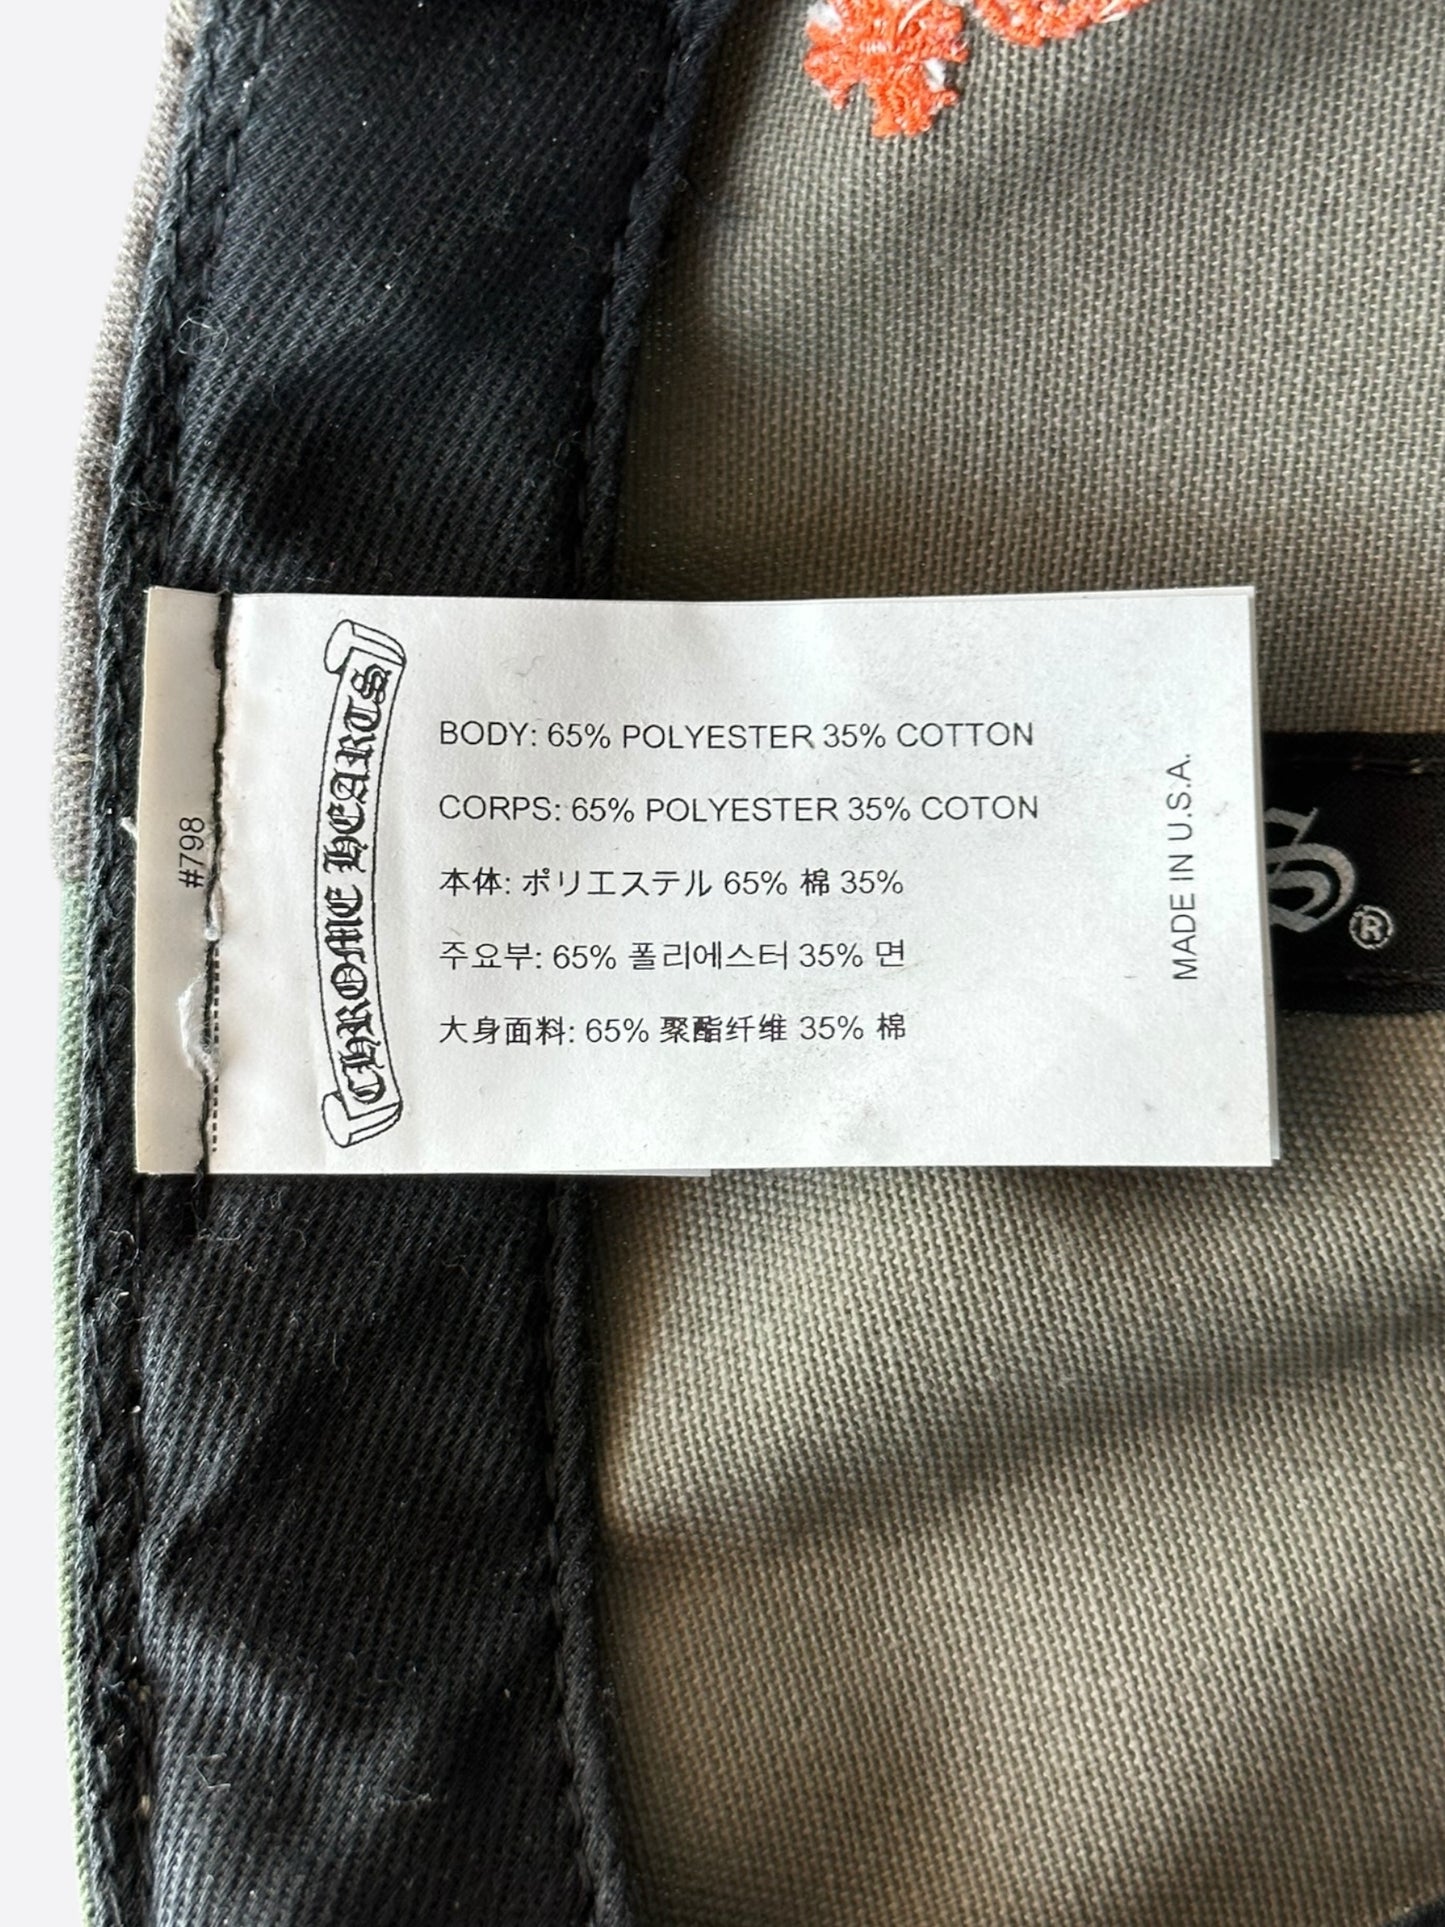 #798
CHROME HEARTS
BODY: 65% POLYESTER 35% COTTON
CORPS: 65% POLYESTER 35% COTON
本体: ポリエステル 65% 棉 35%
주요부: 65% 폴리에스터 35% 면
大身面料: 65% 聚酯纤维 35% 棉
MADE IN U.S.A.
S®